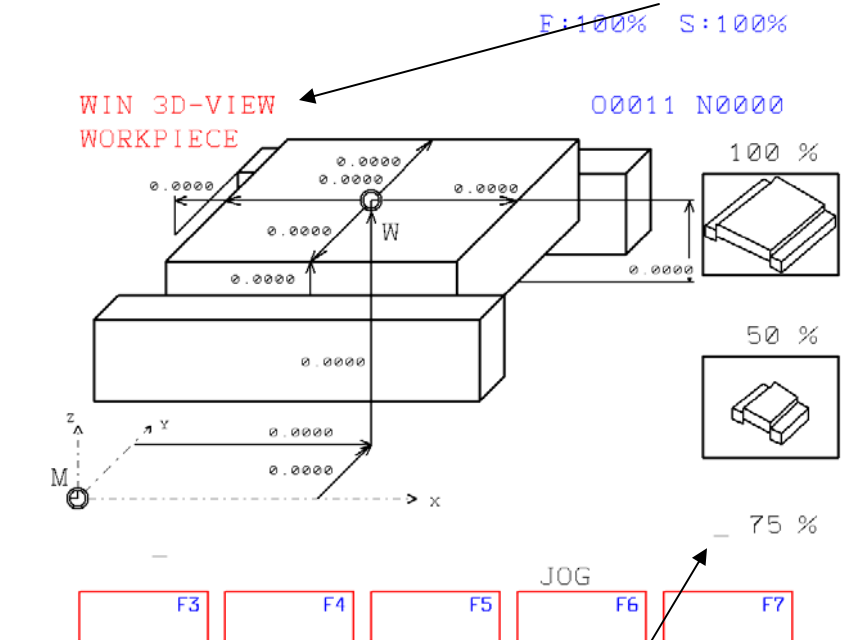 F:100% S:100%
WIN 3D-VIEW
O0011 N0000
WORKPIECE
100 %
0.0000
0.0000
0.0000
0.0000
0.0000
W
0.0000
0.0000
50 %
0.0000
Z
Y
0.0000
0.0000
M
X
_ 75 %
_
JOG
F3 F4 F5 F6 F7